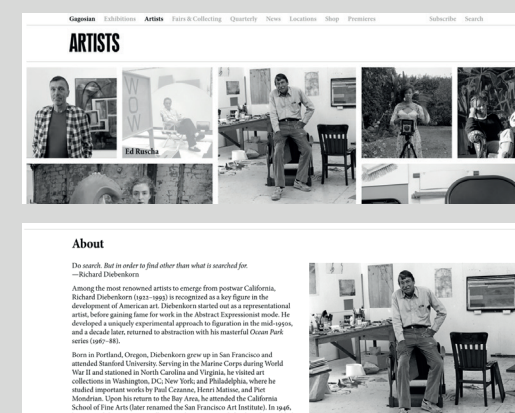 Gagosian Exhibitions Artists Fairs & Collecting Quarterly News Locations Shop Premieres Subscribe Search
ARTISTS
WOW
Ed Ruscha
About
Do search. But in order to find other than what is searched for.
—Richard Diebenkorn
Among the most renowned artists to emerge from postwar California,
Richard Diebenkorn (1922–1993) is recognized as a key figure in the
development of American art. Diebenkorn started out as a representational
artist, before gaining fame for work in the Abstract Expressionist mode. He
developed a uniquely experimental approach to figuration in the mid-1950s,
and a decade later, returned to abstraction with his masterful Ocean Park
series (1967–88).
Born in Portland, Oregon, Diebenkorn grew up in San Francisco and
attended Stanford University. Serving in the Marine Corps during World
War II and stationed in North Carolina and Quantico, he visited art
collections in Washington, DC; New York; and Philadelphia, where he
studied important works by Paul Cezanne, Henri Matisse, and Piet
Mondrian. Upon his return to the Bay Area, he attended the California
School of Fine Arts (later renamed the San Francisco Art Institute). In 1946,